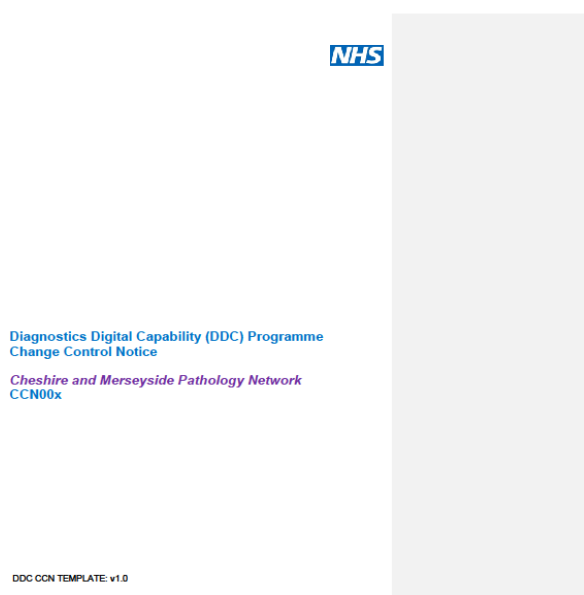 NHS
Diagnostics Digital Capability (DDC) Programme
Change Control Notice
Cheshire and Merseyside Pathology Network
CCN00x
DDC CCN TEMPLATE: v1.0